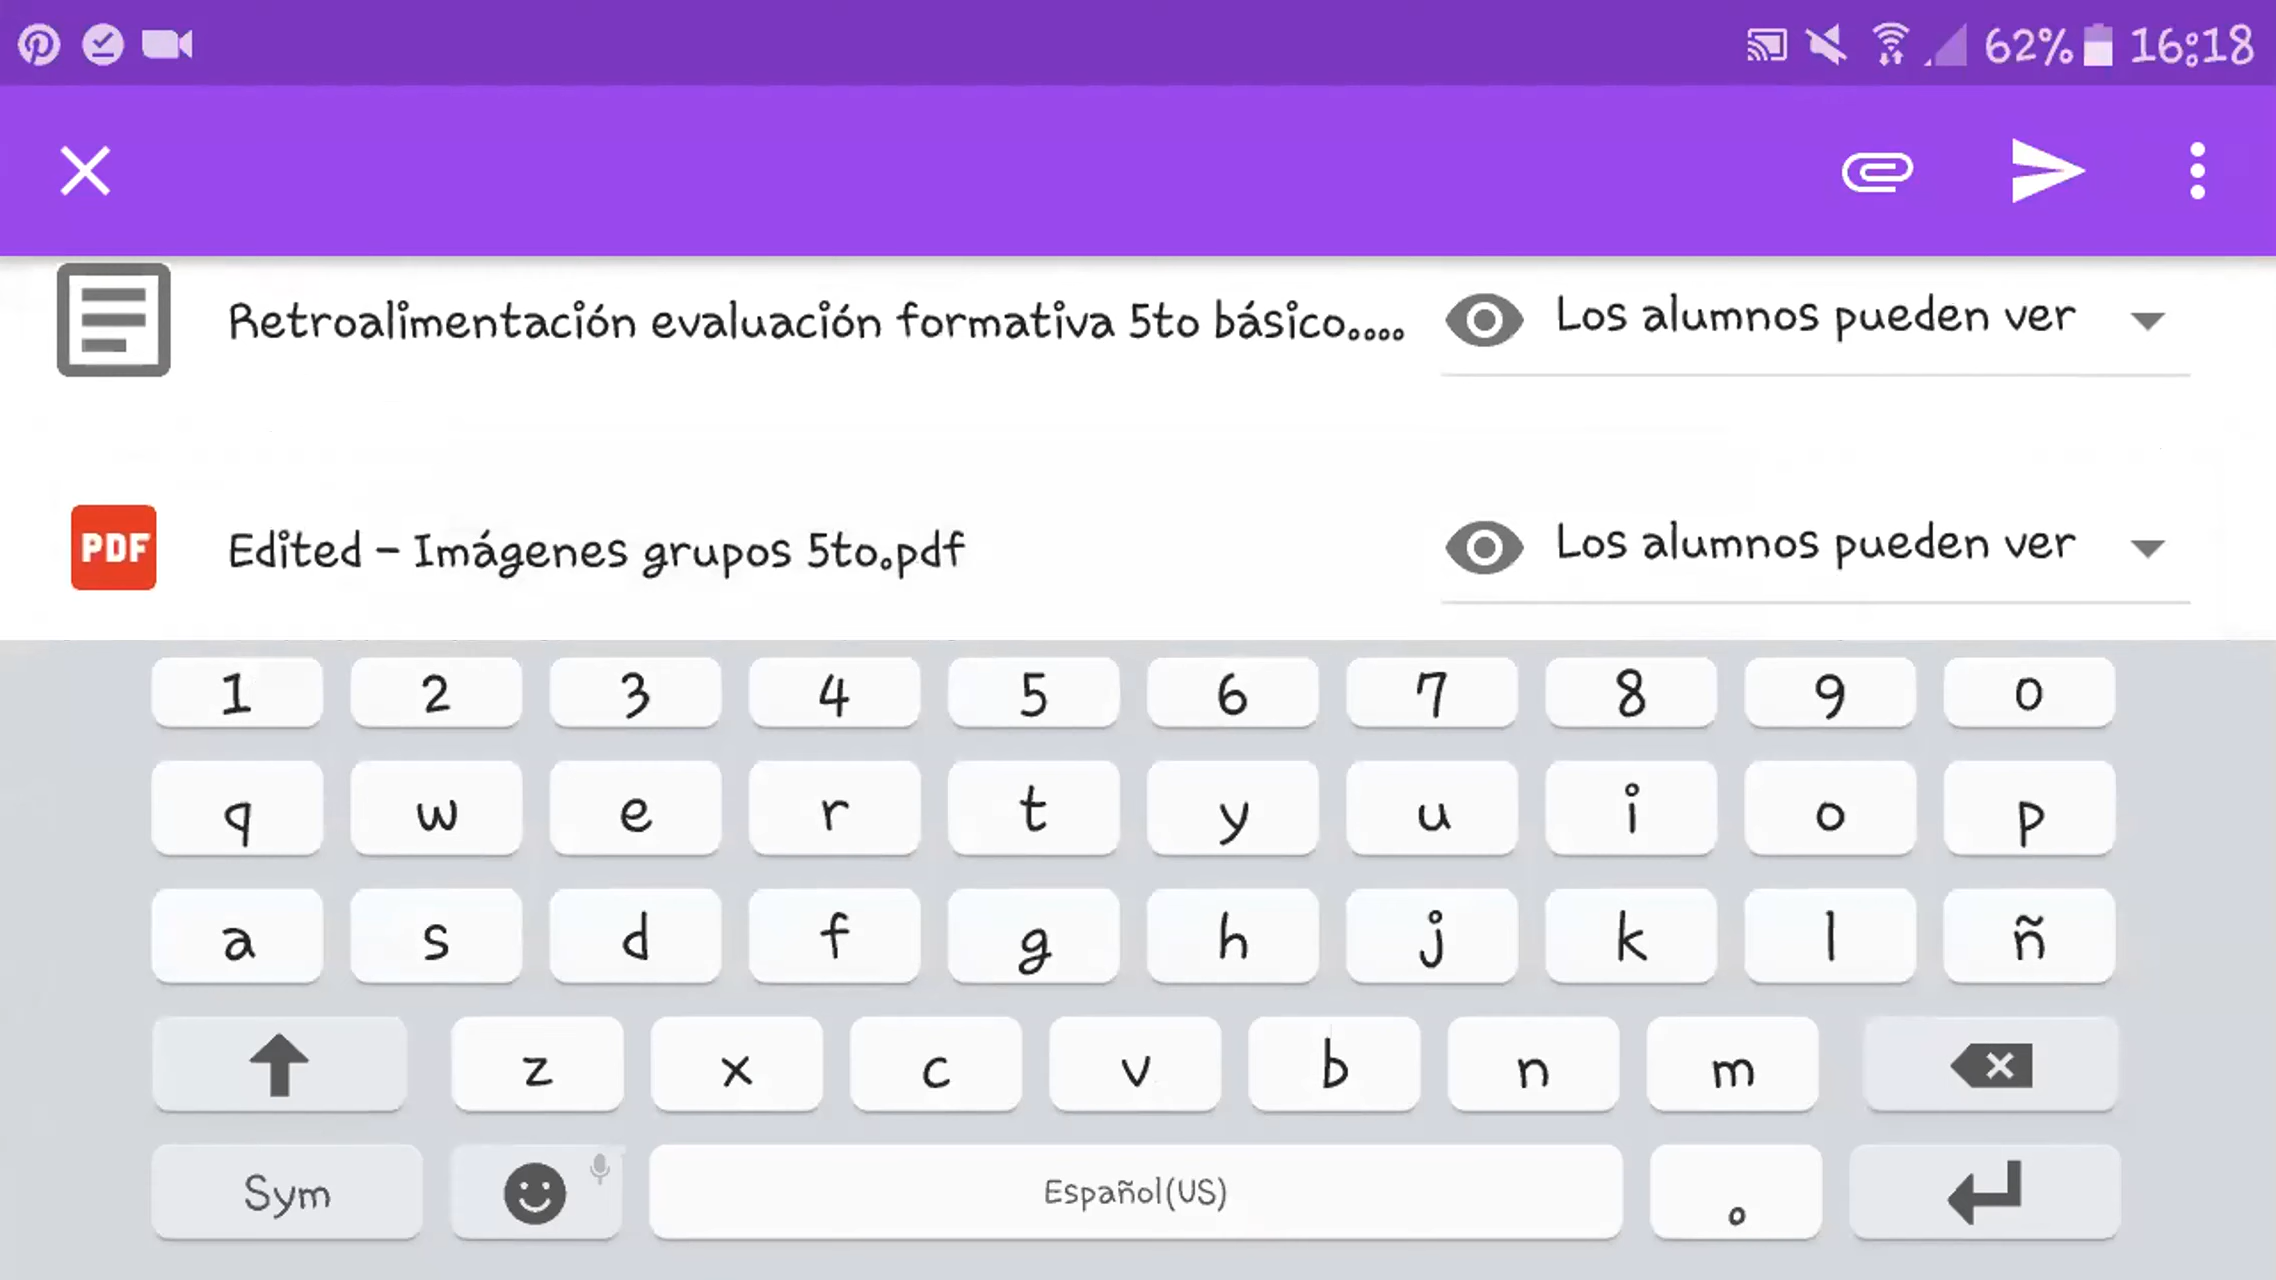 62% 16:18
Retroalimentación evaluación formativa 5to básico.... Los alumnos pueden ver
PDF Edited - Imágenes grupos 5to.pdf Los alumnos pueden ver
1 2 3 4 5 6 7 8 9 0
q w e r t y u i o p
a s d f g h j k l ñ
z x c v b n m
Sym Español(US) .